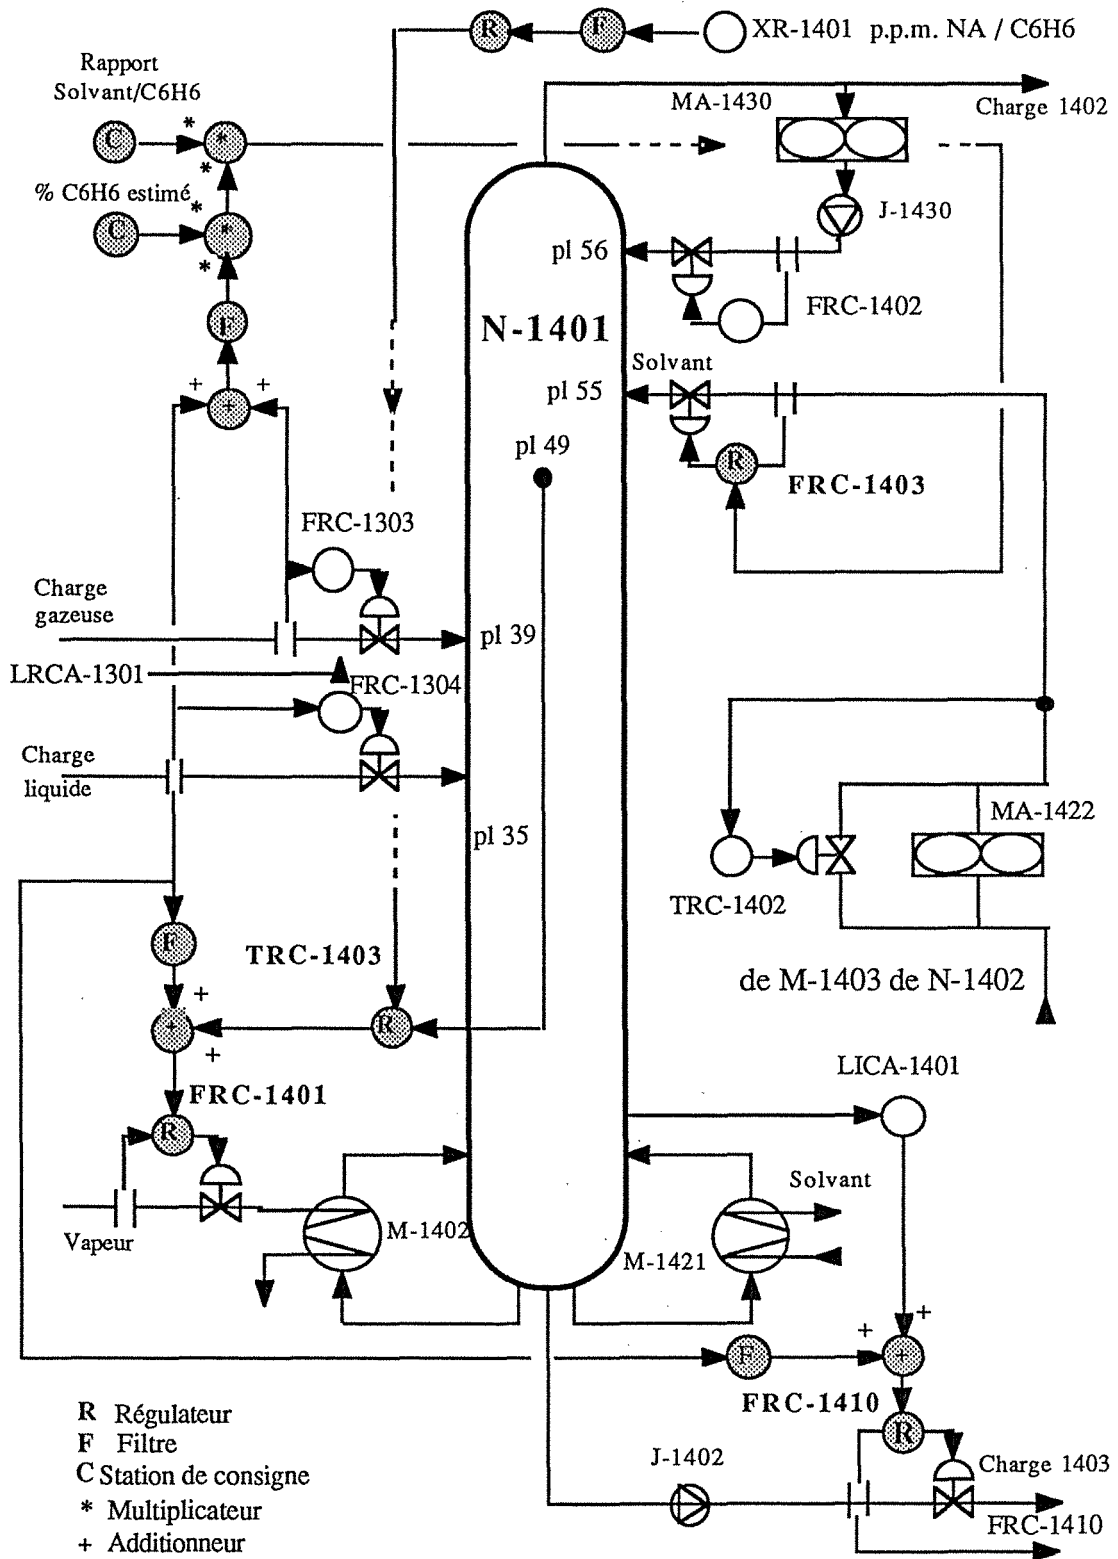 R F XR-1401 p.p.m. NA / C6H6
Rapport
Solvant/C6H6
MA-1430
Charge 1402
C * *
*
% C6H6 estimé
*
C *
*
J-1430
pl 56
F
FRC-1402
N-1401
Solvant
pl 55
+ + +
pl 49
R
FRC-1403
FRC-1303
Charge
gazeuse
pl 39
LRCA-1301
FRC-1304
Charge
liquide
MA-1422
pl 35
TRC-1402
F
TRC-1403
de M-1403 de N-1402
+
+ R
+
LICA-1401
FRC-1401
R
Solvant
Vapeur
M-1402
M-1421
+
+
F +
FRC-1410
R
R Régulateur
F Filtre
C Station de consigne
* Multiplicateur
+ Additionneur
J-1402
Charge 1403
FRC-1410